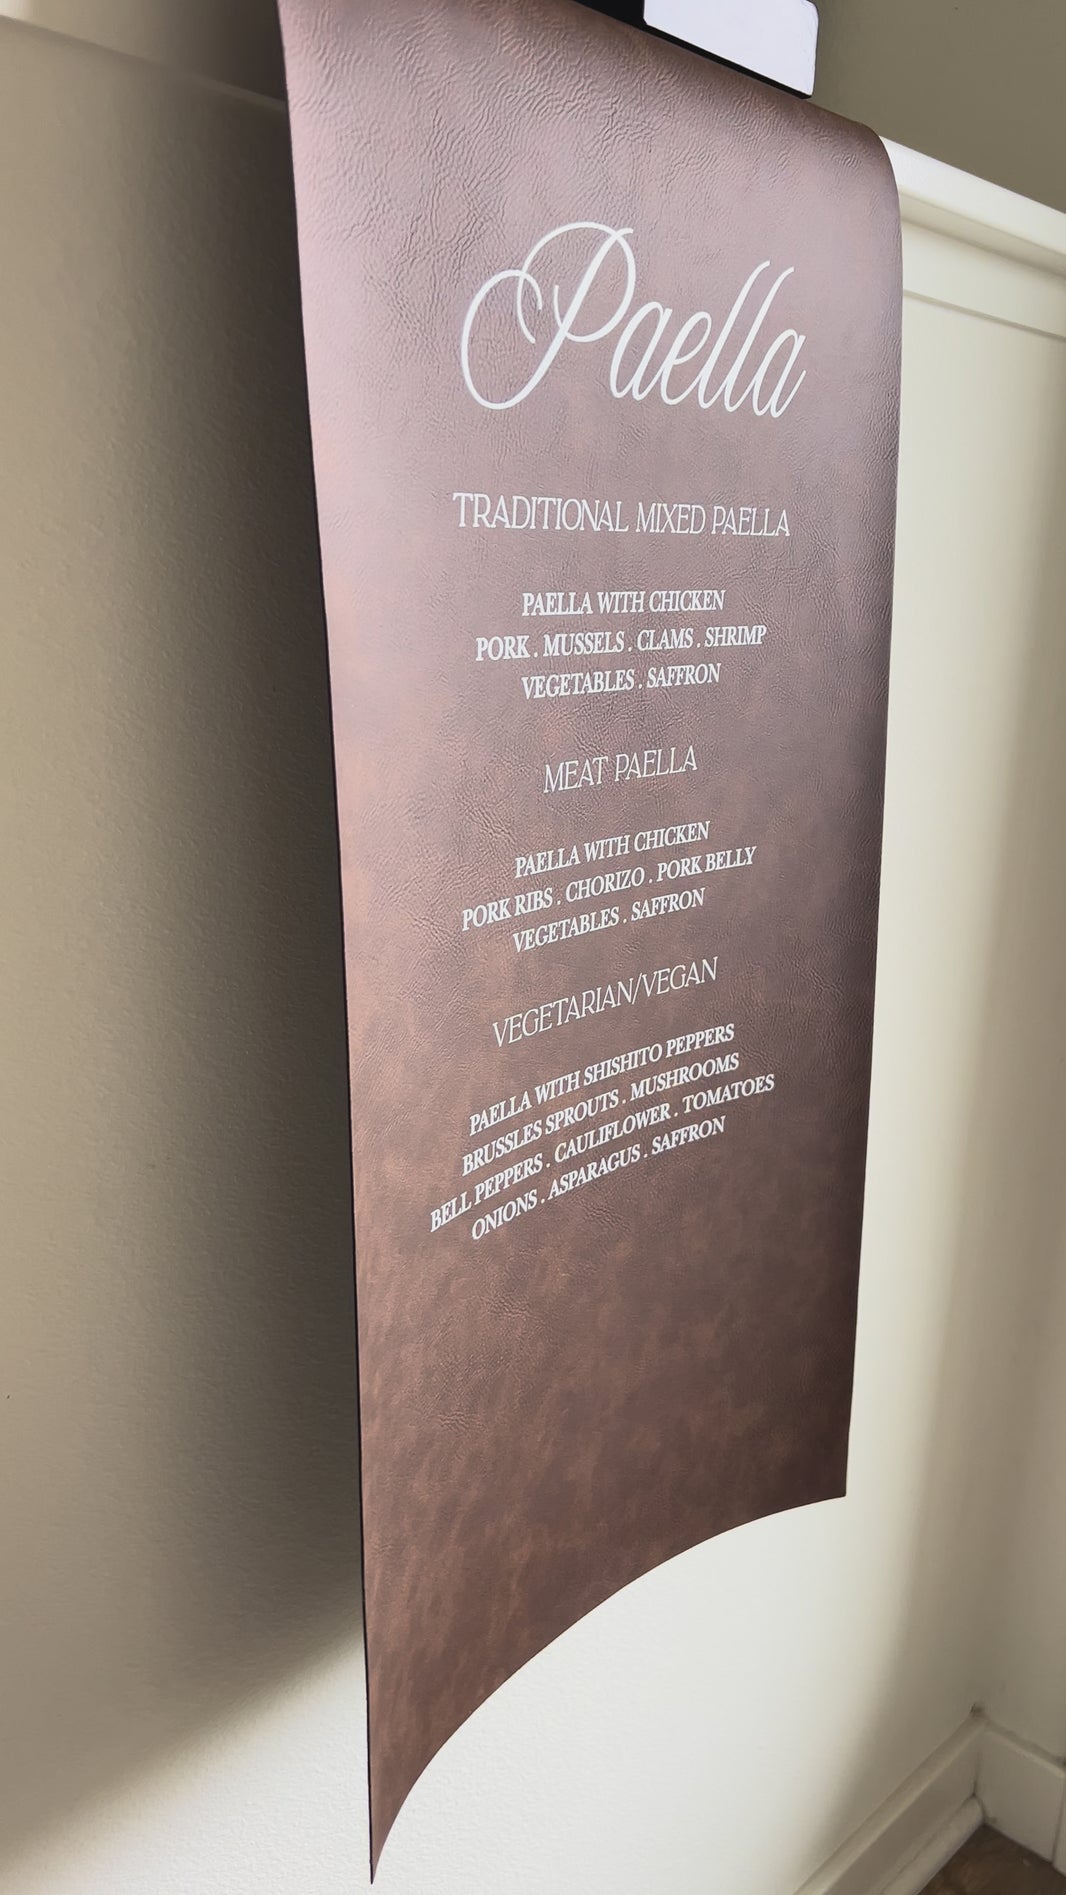 Paella
TRADITIONAL MIXED PAELLA
PAELLA WITH CHICKEN
PORK . MUSSELS . CLAMS . SHRIMP
VEGETABLES . SAFFRON
MEAT PAELLA
PAELLA WITH CHICKEN
PORK RIBS . CHORIZO . PORK BELLY
VEGETABLES . SAFFRON
VEGETARIAN/VEGAN
PAELLA WITH SHISHITO PEPPERS
BRUSSLES SPROUTS . MUSHROOMS
BELL PEPPERS . CAULIFLOWER . TOMATOES
ONIONS . ASPARAGUS . SAFFRON